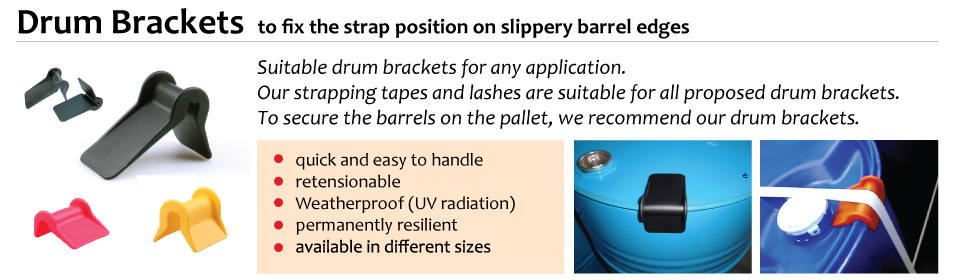 Drum Brackets to fix the strap position on slippery barrel edges
Suitable drum brackets for any application.
Our strapping tapes and lashes are suitable for all proposed drum brackets.
To secure the barrels on the pallet, we recommend our drum brackets.
quick and easy to handle
retensionable
Weatherproof (UV radiation)
permanently resilient
available in different sizes